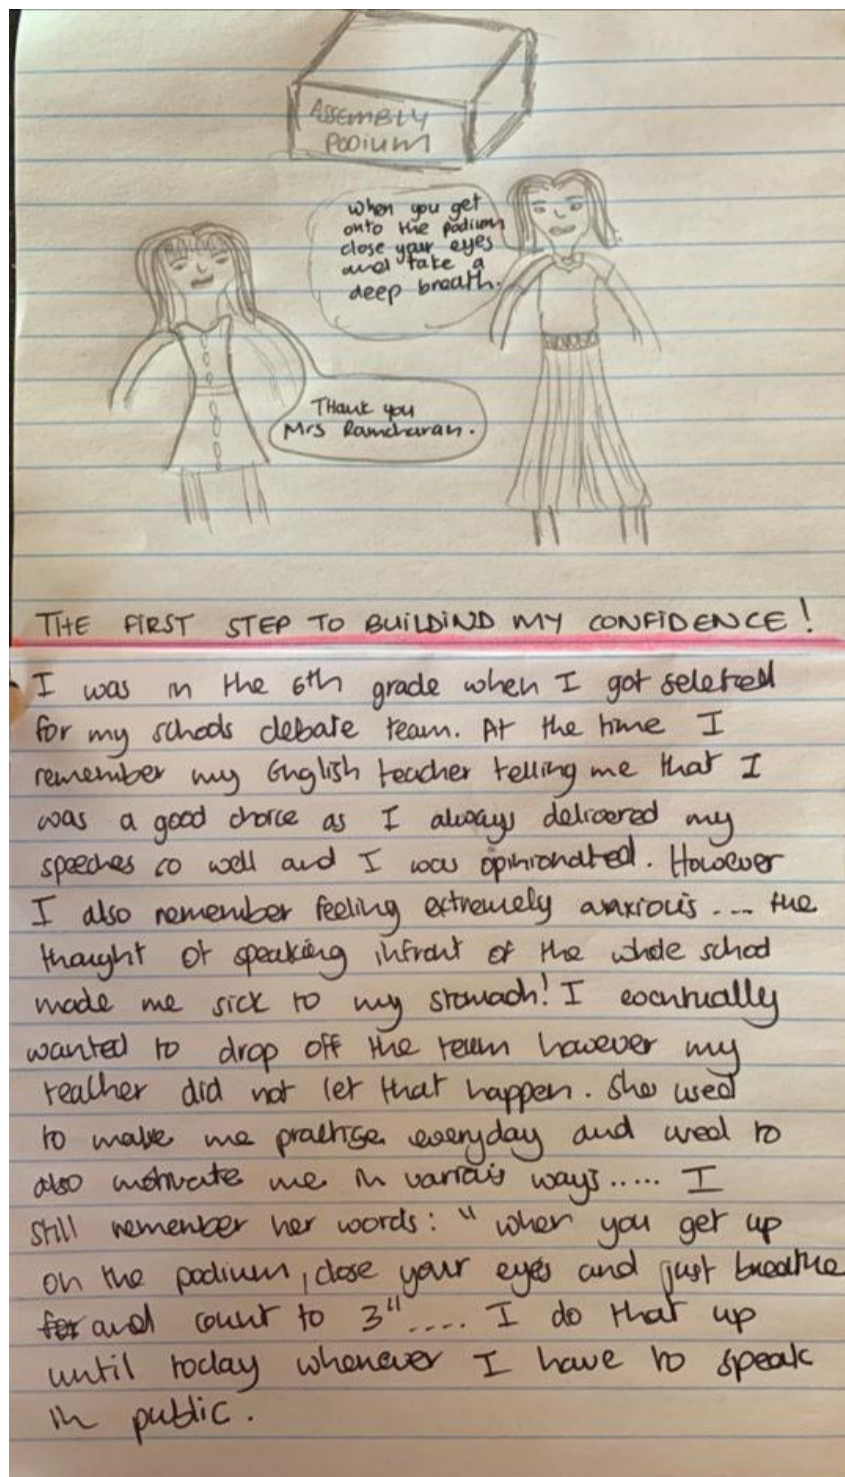 ASSEMBLY
PODIUM
When you get
onto the podium
close your eyes
and take a
deep breath.
THank you
Mrs Ramcharan.
THE FIRST STEP TO BUILDIND MY CONFIDENCE!
I was in the 6th grade when I got seleted
for my schools debate team. At the time I
remember my English teacher telling me that I
was a good choice as I always delivered my
speeches so well and I was opinionated. However
I also remember feeling extremely anxious... the
thought of speaking infront of the whole school
made me sick to my stomach! I eventually
wanted to drop off the team however my
teacher did not let that happen. She used
to make me practise everyday and used to
also motivate me in various ways..... I
still remember her words: "when you get up
on the podium, close your eyes and just breathe
for and count to 3".... I do that up
until today whenever I have to speak
in public.